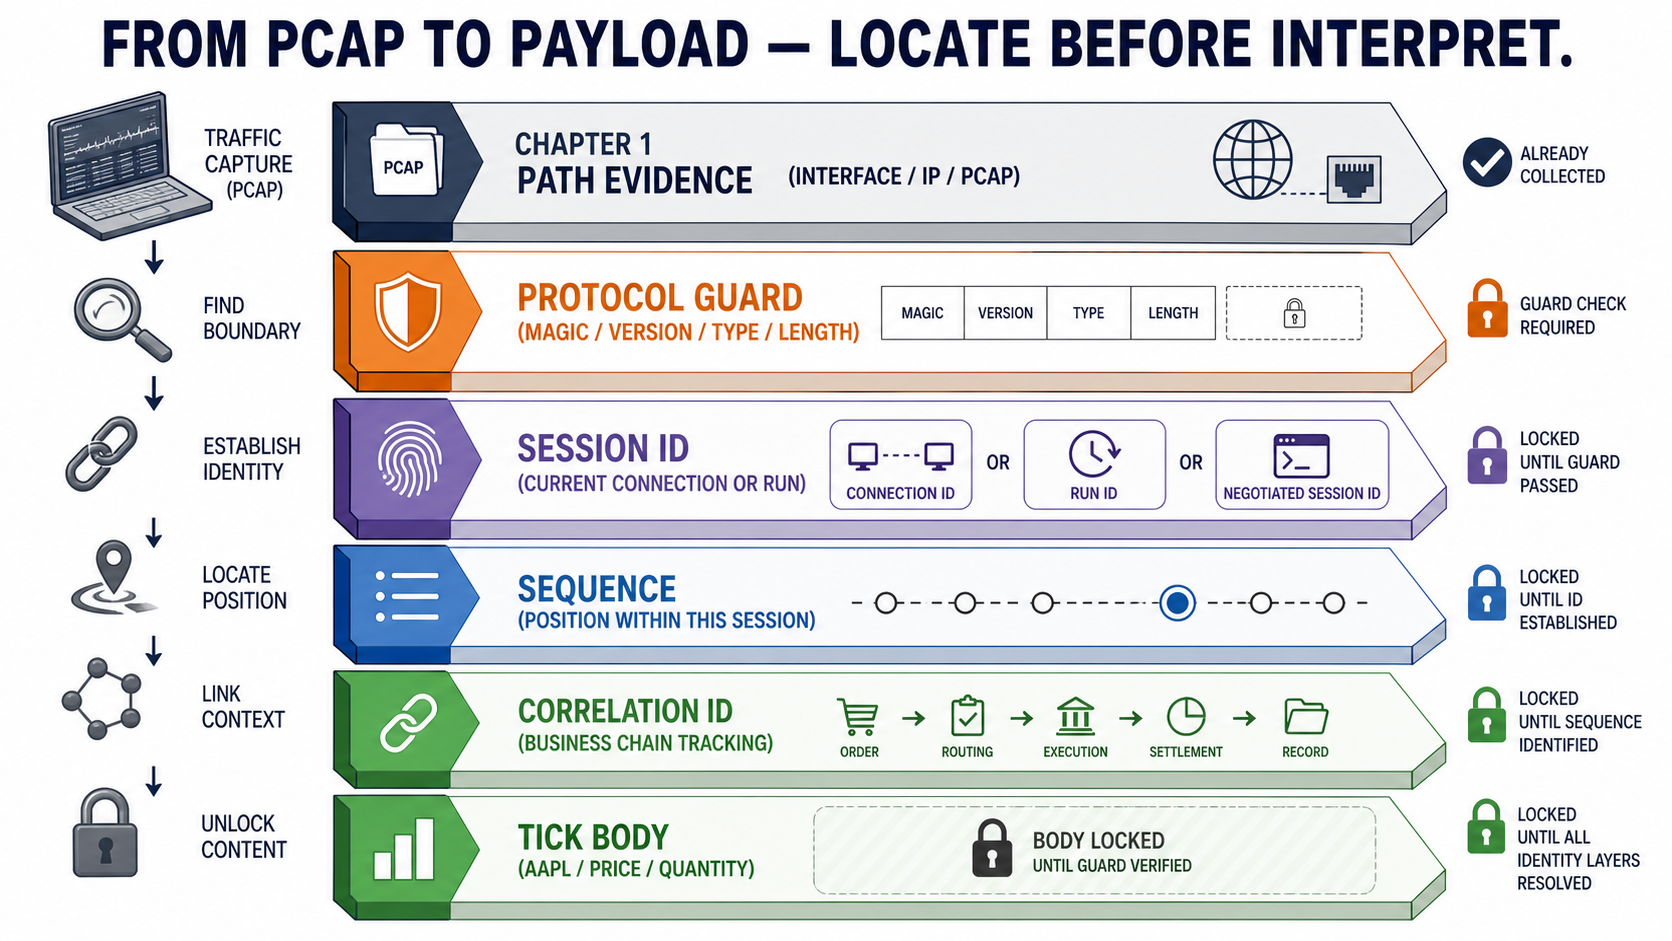 FROM PCAP TO PAYLOAD — LOCATE BEFORE INTERPRET.
TRAFFIC
CAPTURE
(PCAP)
PCAP
CHAPTER 1
PATH EVIDENCE (INTERFACE / IP / PCAP)
ALREADY
COLLECTED
FIND
BOUNDARY
PROTOCOL GUARD
(MAGIC / VERSION / TYPE / LENGTH)
MAGIC VERSION TYPE LENGTH
GUARD CHECK
REQUIRED
ESTABLISH
IDENTITY
SESSION ID
(CURRENT CONNECTION OR RUN)
CONNECTION ID
OR
RUN ID
OR
NEGOTIATED SESSION ID
LOCKED
UNTIL GUARD
PASSED
LOCATE
POSITION
SEQUENCE
(POSITION WITHIN THIS SESSION)
LOCKED
UNTIL ID
ESTABLISHED
LINK
CONTEXT
CORRELATION ID
(BUSINESS CHAIN TRACKING)
ORDER ROUTING EXECUTION SETTLEMENT RECORD
LOCKED
UNTIL SEQUENCE
IDENTIFIED
UNLOCK
CONTENT
TICK BODY
(AAPL / PRICE / QUANTITY)
BODY LOCKED
UNTIL GUARD VERIFIED
LOCKED
UNTIL ALL
IDENTITY LAYERS
RESOLVED